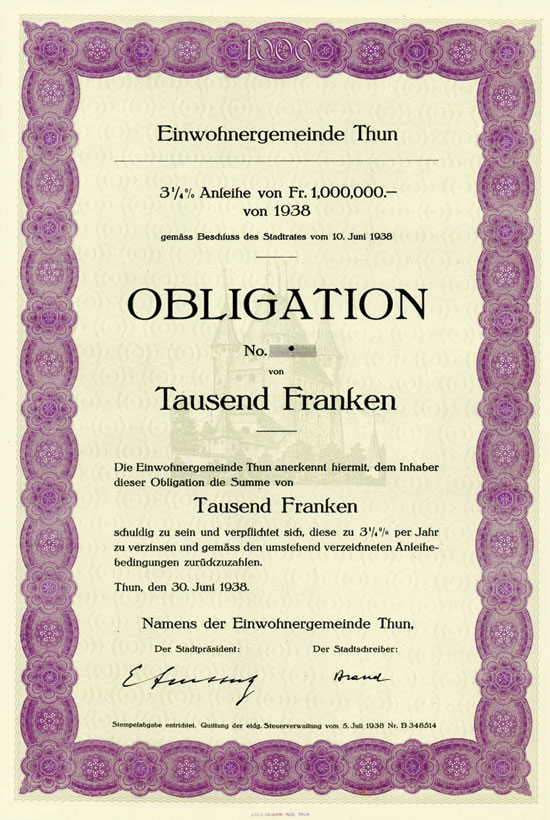 1000
Einwohnergemeinde Thun
3¼% Anleihe von Fr. 1,000,000.—
von 1938
gemäss Beschluss des Stadtrates vom 10. Juni 1938
OBLIGATION
No.
von
Tausend Franken
Die Einwohnergemeinde Thun anerkennt hiermit, dem Inhaber
dieser Obligation die Summe von
Tausend Franken
schuldig zu sein und verpflichtet sich, diese zu 3¼% per Jahr
zu verzinsen und gemäss den umstehend verzeichneten Anleihe-
bedingungen zurückzuzahlen.
Thun, den 30. Juni 1938.
Namens der Einwohnergemeinde Thun,
Der Stadtpräsident: Der Stadtschreiber:
Brand
Stempelabgabe entrichtet. Quittung der eidg. Steuerverwaltung vom 5. Juli 1938 Nr. B 348514
THUN